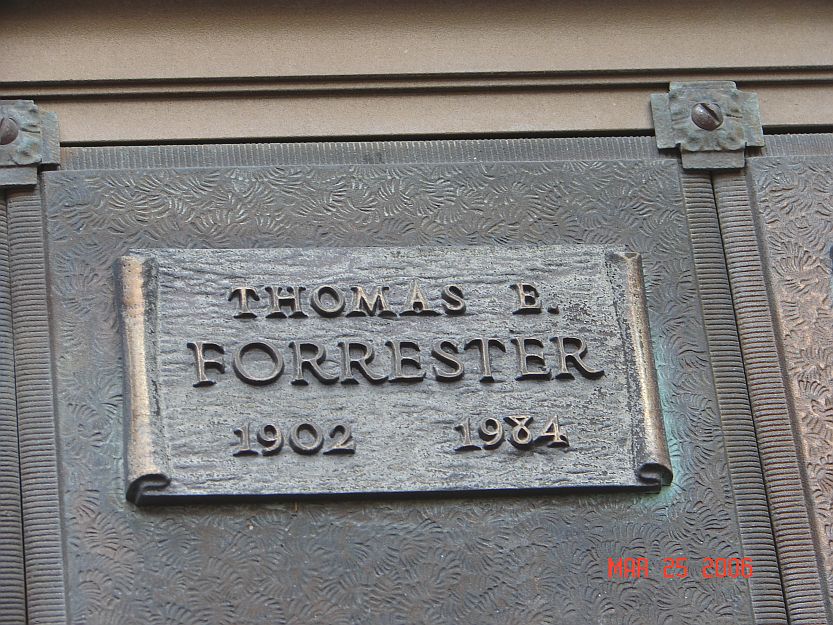 THOMAS E.
FORRESTER
1902 1984
MAR 25 2006